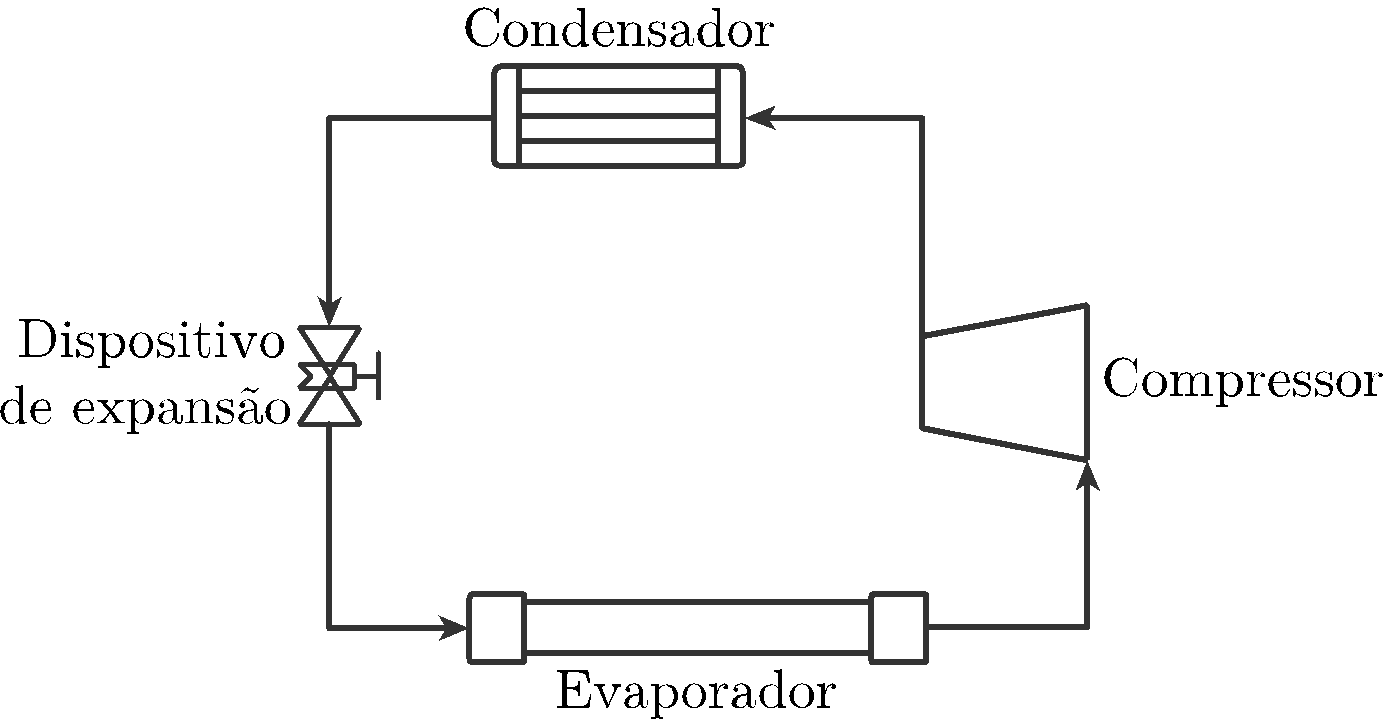 Condensador
Dispositivo
de expansão
Compressor
Evaporador